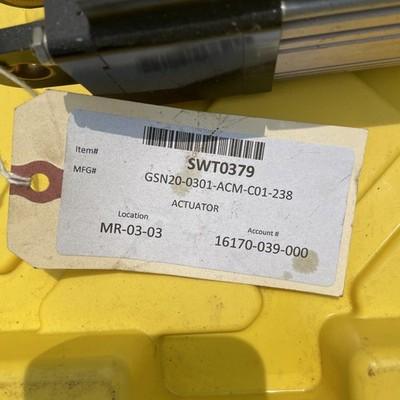 Item# SWT0379
MFG# GSN20-0301-ACM-C01-238
ACTUATOR
Location Account #
MR-03-03 16170-039-000